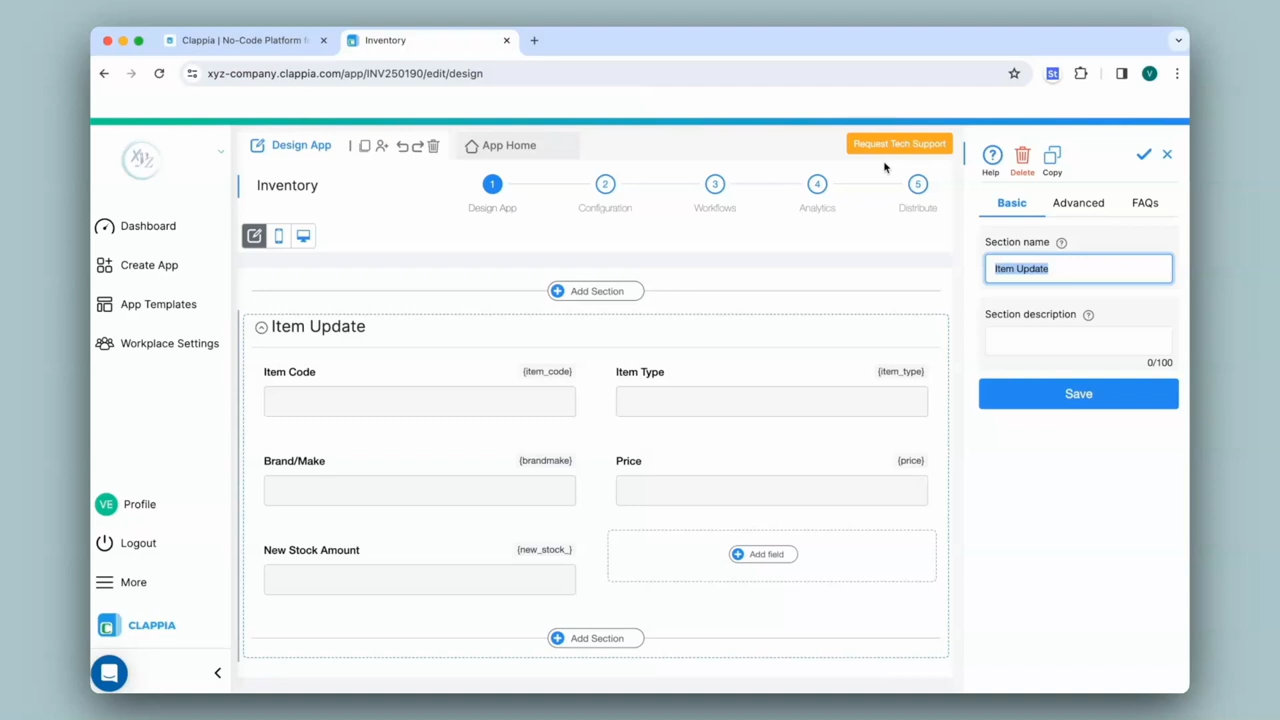 Clappia | No-Code Platform f
Inventory
xyz-company.clappia.com/app/INV250190/edit/design
St
V
XYZ
Dashboard
Create App
App Templates
Workplace Settings
VE Profile
Logout
More
CLAPPIA
Design App
App Home
Request Tech Support
Inventory
1
2
3
4
5
Design App
Configuration
Workflows
Analytics
Distribute
Add Section
Item Update
Item Code
{item_code}
Item Type
{item_type}
Brand/Make
{brandmake}
Price
{price}
New Stock Amount
{new_stock_}
Add field
Add Section
Help
Delete
Copy
Basic
Advanced
FAQs
Section name
Item Update
Section description
0/100
Save